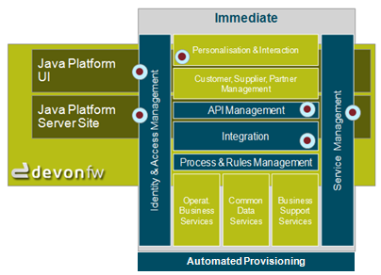 Immediate
Java Platform
UI
Java Platform
Server Site
devonfw
Identity & Access Management
Personalisation & Interaction
Customer, Supplier, Partner
Management
API Management
Integration
Process & Rules Management
Operat.
Business
Services
Common
Data
Services
Business
Support
Services
Service Management
Automated Provisioning